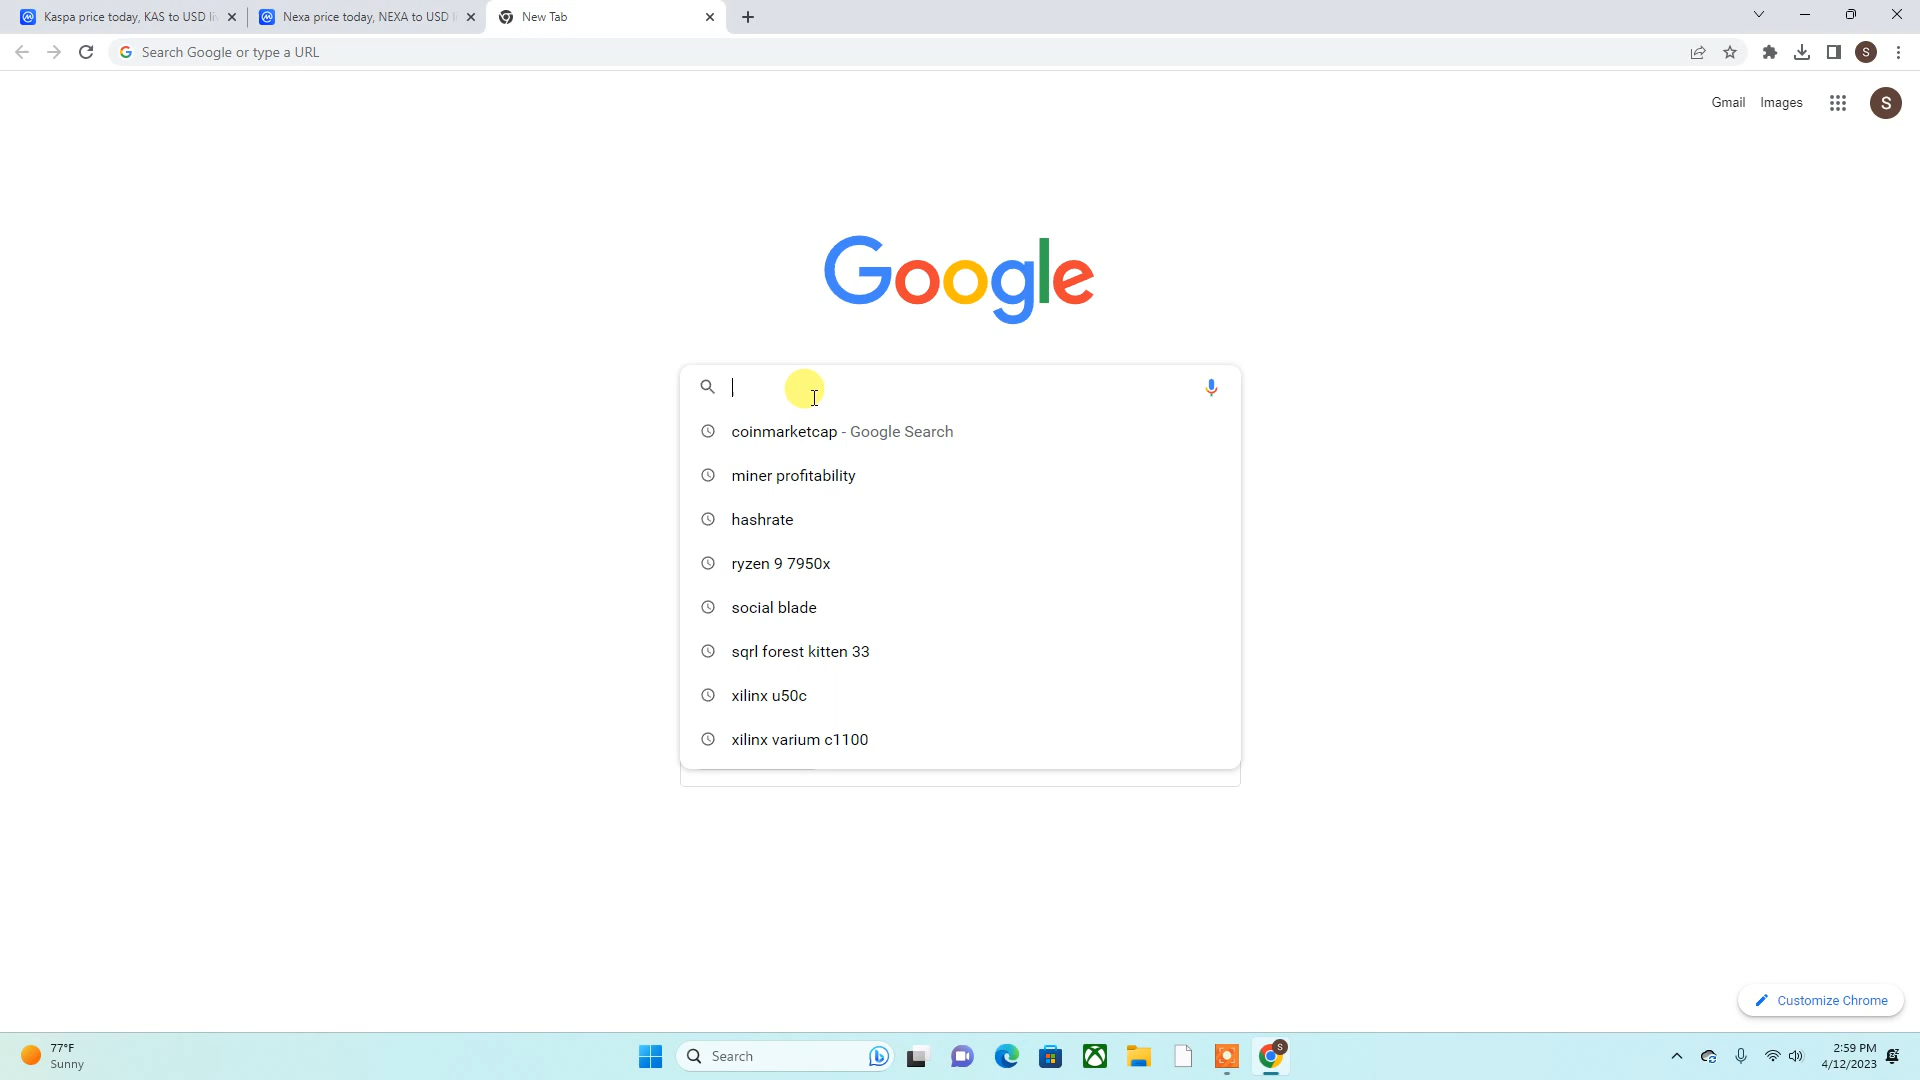 Kaspa price today, KAS to USD li
Nexa price today, NEXA to USD l
New Tab
Search Google or type a URL
S
Gmail
Images
S
Google
coinmarketcap - Google Search
miner profitability
hashrate
ryzen 9 7950x
social blade
sqrl forest kitten 33
xilinx u50c
xilinx varium c1100
Customize Chrome
77°F
Sunny
Search
S
2:59 PM
4/12/2023